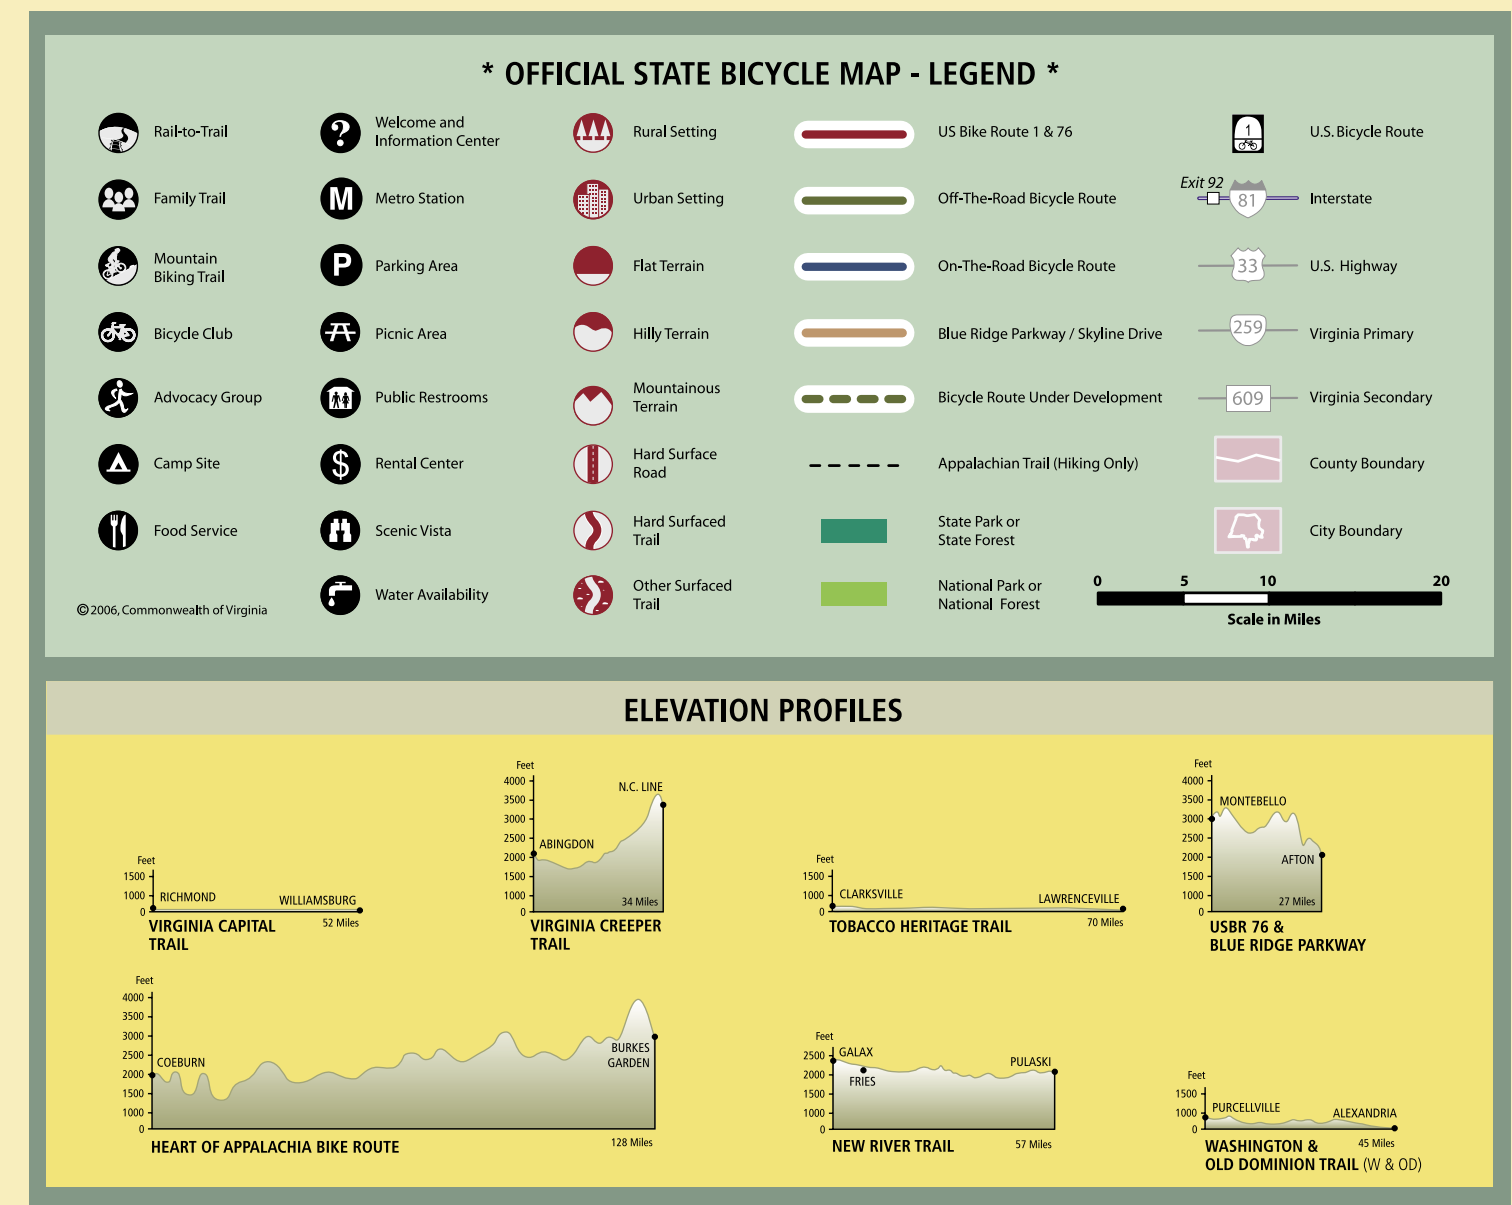 * OFFICIAL STATE BICYCLE MAP - LEGEND *
Rail-to-Trail
Family Trail
Mountain
Biking Trail
Bicycle Club
Advocacy Group
Camp Site
Food Service
©2006, Commonwealth of Virginia
?
Welcome and
Information Center
M
Metro Station
P
Parking Area
Picnic Area
Public Restrooms
$
Rental Center
Scenic Vista
Water Availability
Rural Setting
Urban Setting
Flat Terrain
Hilly Terrain
Mountainous
Terrain
Hard Surface
Road
Hard Surfaced
Trail
Other Surfaced
Trail
US Bike Route 1 & 76
Off-The-Road Bicycle Route
On-The-Road Bicycle Route
Blue Ridge Parkway / Skyline Drive
Bicycle Route Under Development
Appalachian Trail (Hiking Only)
State Park or
State Forest
National Park or
National Forest
1
U.S. Bicycle Route
Exit 92
81
Interstate
33
U.S. Highway
259
Virginia Primary
609
Virginia Secondary
County Boundary
City Boundary
0 5 10 20
Scale in Miles
ELEVATION PROFILES
Feet
1500
1000
0
RICHMOND
WILLIAMSBURG
52 Miles
VIRGINIA CAPITAL
TRAIL
Feet
4000
3500
3000
2500
2000
1500
1000
0
N.C. LINE
ABINGDON
34 Miles
VIRGINIA CREEPER
TRAIL
Feet
1500
1000
0
CLARKSVILLE
LAWRENCEVILLE
70 Miles
TOBACCO HERITAGE TRAIL
Feet
4000
3500
3000
2500
2000
1500
1000
0
MONTEBELLO
AFTON
27 Miles
USBR 76 &
BLUE RIDGE PARKWAY
Feet
4000
3500
3000
2500
2000
1500
1000
0
COEBURN
BURKES
GARDEN
128 Miles
HEART OF APPALACHIA BIKE ROUTE
Feet
2500
2000
1500
1000
0
GALAX
FRIES
PULASKI
57 Miles
NEW RIVER TRAIL
Feet
1500
1000
0
PURCELLVILLE
ALEXANDRIA
45 Miles
WASHINGTON &
OLD DOMINION TRAIL (W & OD)